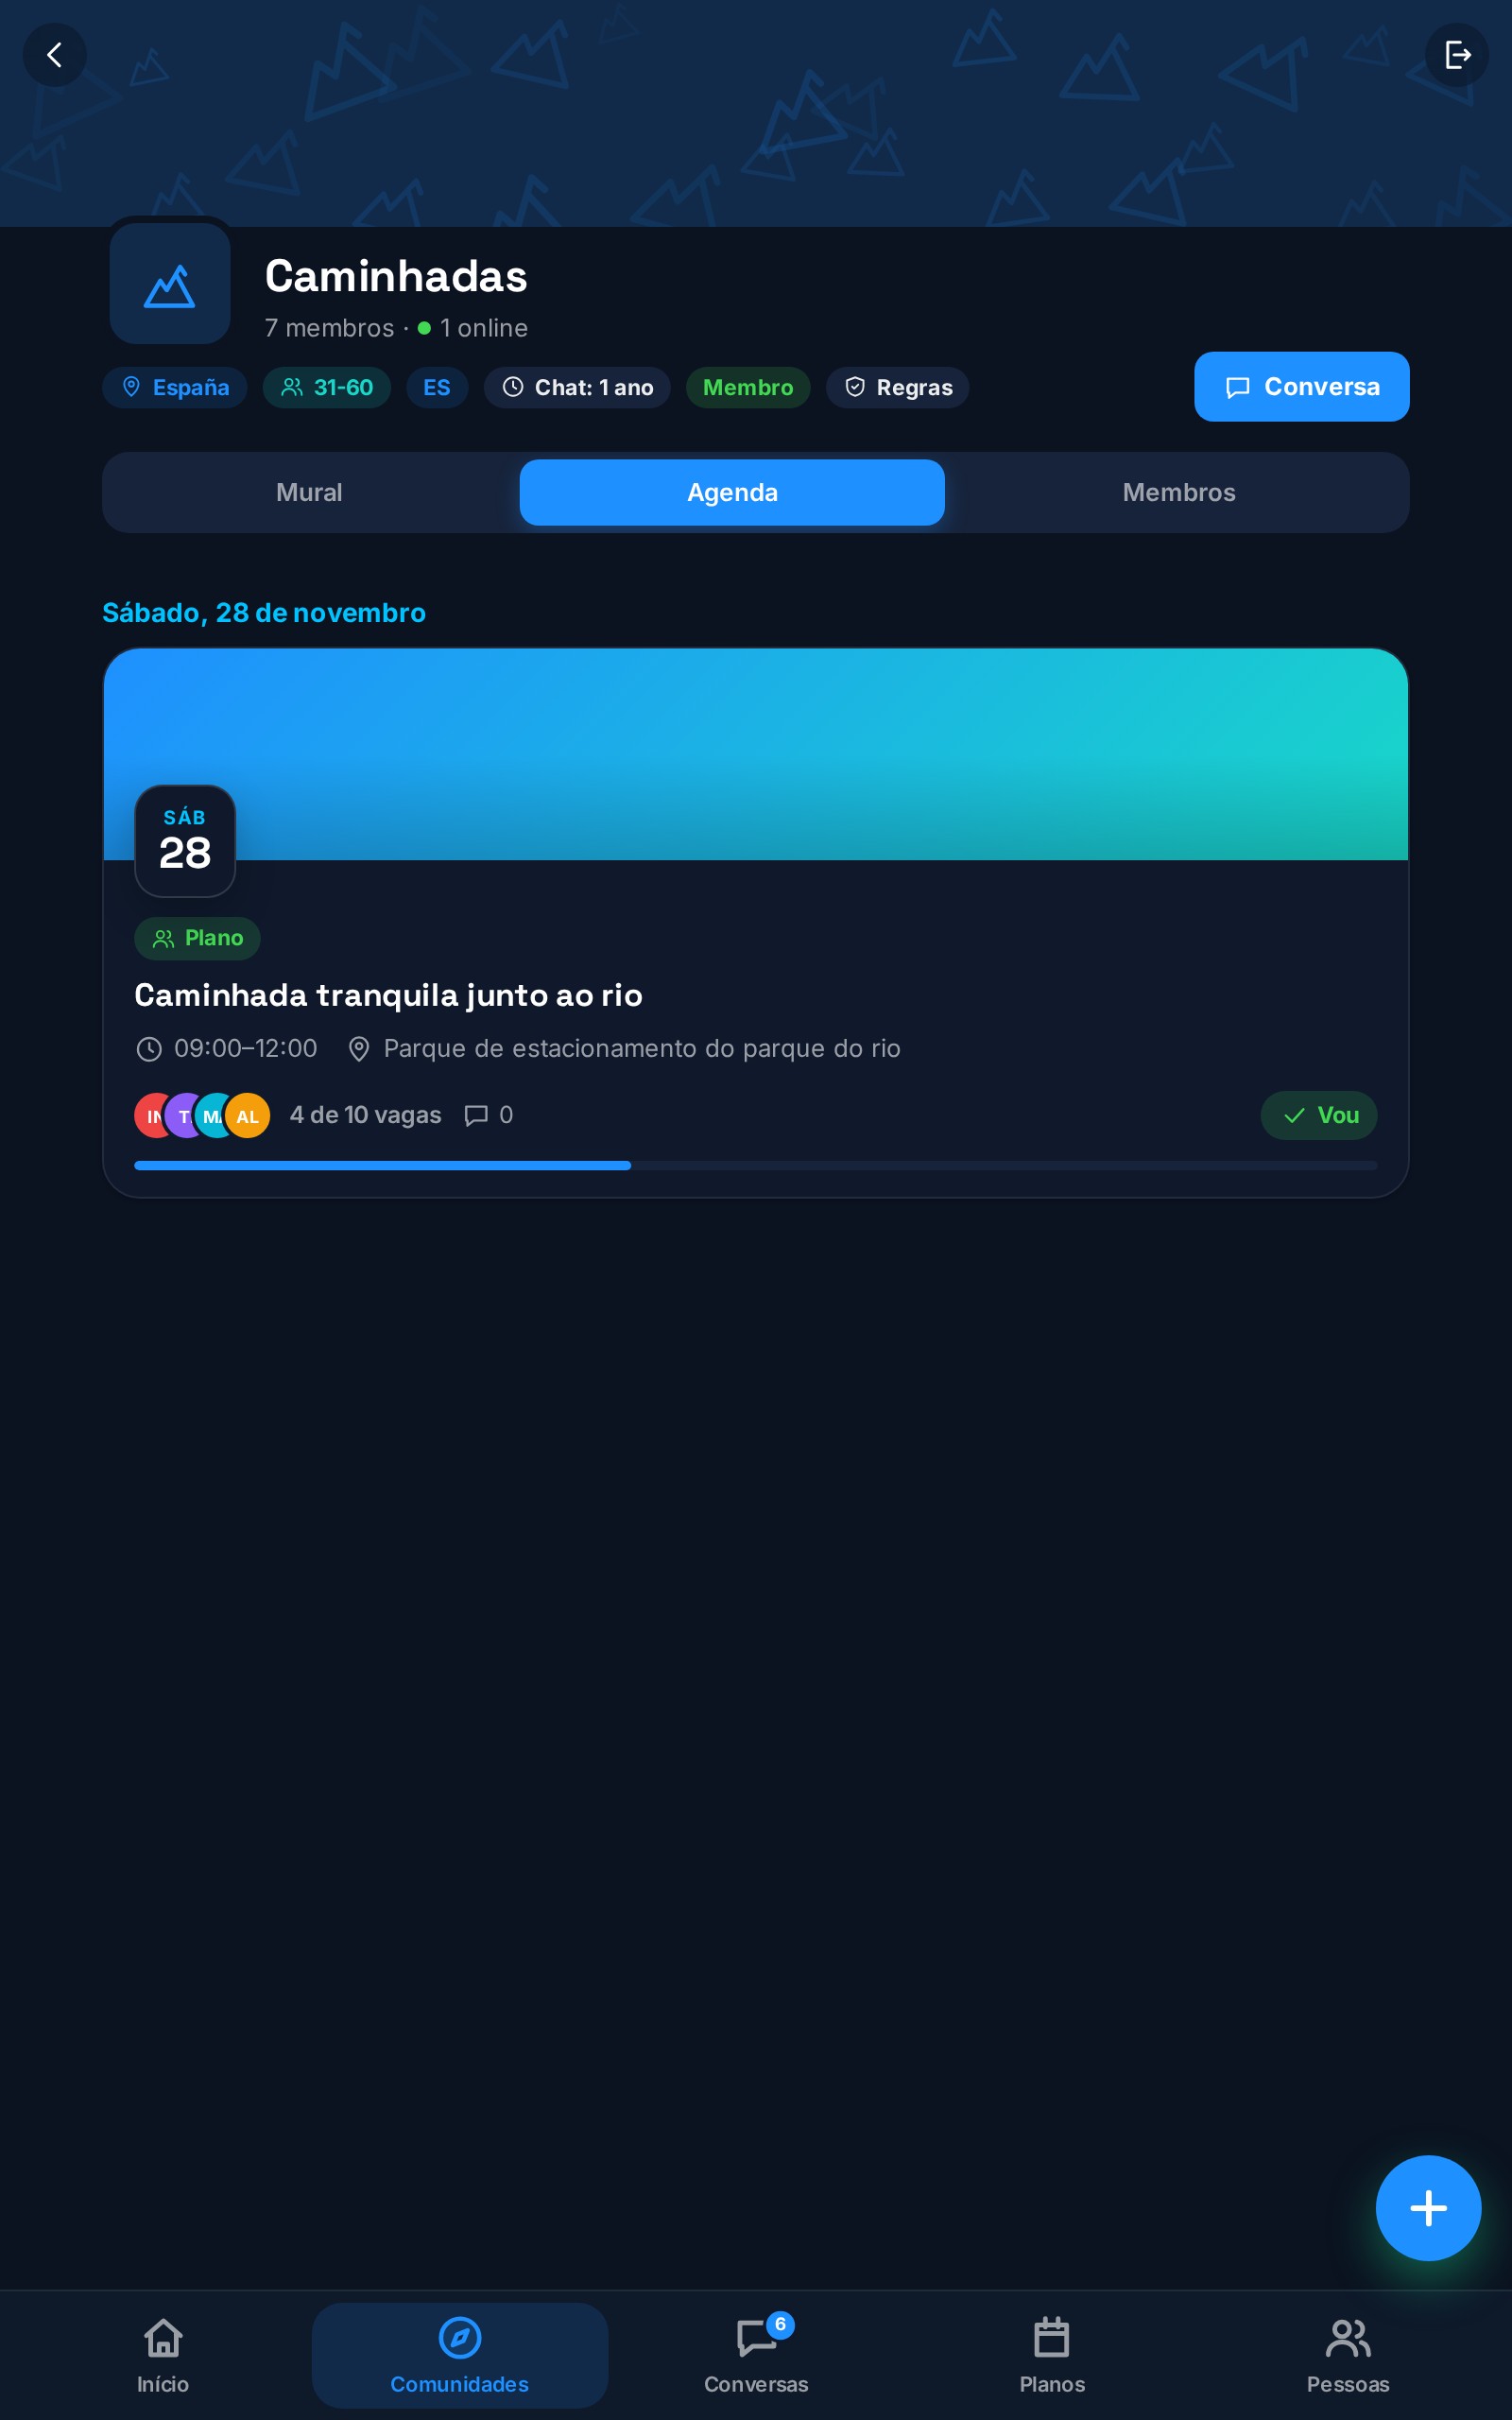 Caminhadas
7 membros · 1 online
España
31-60
ES
Chat: 1 ano
Membro
Regras
Conversa
Mural
Agenda
Membros
Sábado, 28 de novembro
SÁB
28
Plano
Caminhada tranquila junto ao rio
09:00–12:00
Parque de estacionamento do parque do rio
AL
4 de 10 vagas
0
Vou
Início
Comunidades
6
Conversas
Planos
Pessoas